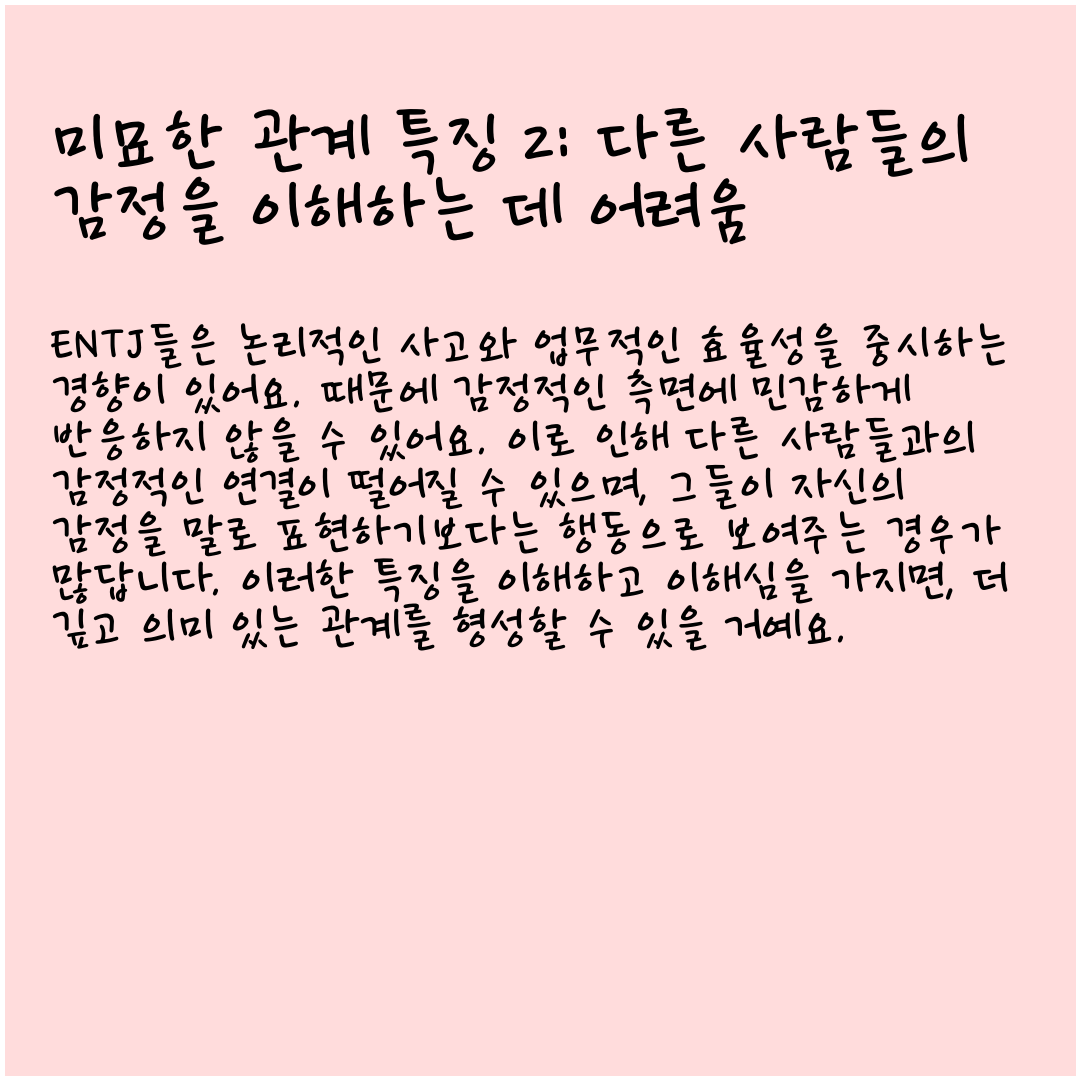 미묘한 관계 특징 2: 다른 사람들의
감정을 이해하는 데 어려움
ENTJ들은 논리적인 사고와 업무적인 효율성을 중시하는
경향이 있어요. 때문에 감정적인 측면에 민감하게
반응하지 않을 수 있어요. 이로 인해 다른 사람들과의
감정적인 연결이 떨어질 수 있으며, 그들이 자신의
감정을 말로 표현하기보다는 행동으로 보여주는 경우가
많답니다. 이러한 특징을 이해하고 이해심을 가지면, 더
깊고 의미 있는 관계를 형성할 수 있을 거예요.